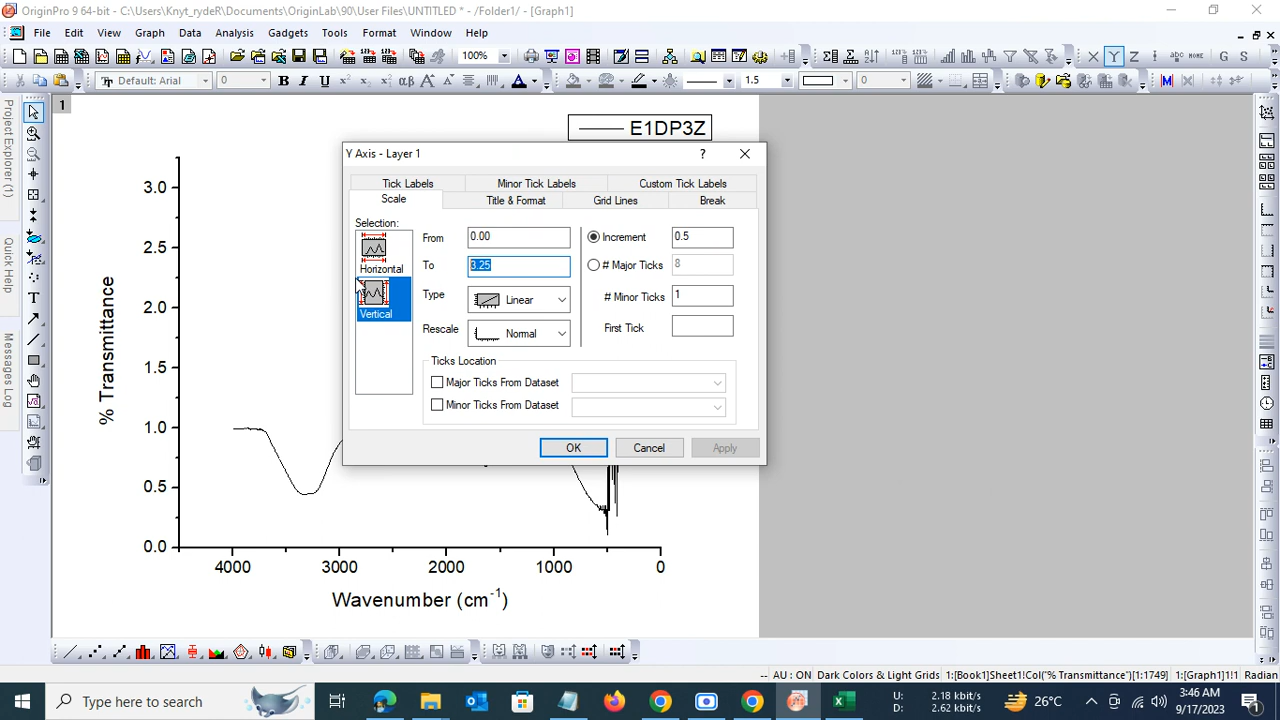 OriginPro 9 64-bit - C:\Users\Knyt_rydeR\Documents\OriginLab\90\User Files\UNTITLED * - /Folder1/ - [Graph1]
File Edit View Graph Data Analysis Gadgets Tools Format Window Help
100%
Default: Arial 0 B I U 1.5 0
Project Explorer (1)
Quick Help
Messages Log
1
E1DP3Z
3.0
2.5
2.0
1.5
1.0
0.5
0.0
% Transmittance
4000 3000 2000 1000 0
Wavenumber (cm-1)
Y Axis - Layer 1
Tick Labels Minor Tick Labels Custom Tick Labels
Scale Title & Format Grid Lines Break
Selection:
Horizontal
Vertical
From 0.00 Increment 0.5
To 3.25 # Major Ticks 8
Type Linear # Minor Ticks 1
Rescale Normal First Tick
Ticks Location
Major Ticks From Dataset
Minor Ticks From Dataset
OK Cancel Apply
-- AU : ON Dark Colors & Light Grids 1:[Book1]Sheet1!Col("% Transmittance")[1:1749] 1:[Graph1]1!1 Radian
Type here to search
U: 2.18 kbit/s
D: 2.62 kbit/s
26°C
3:46 AM
9/17/2023